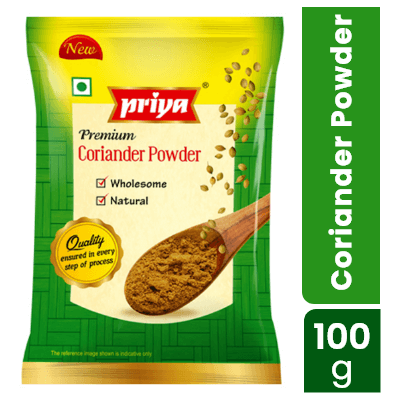 New
priya®
Premium
Coriander Powder
Wholesome
Natural
Quality
ensured in every
step of process
The reference image shown is indicative only
Coriander Powder
100
g